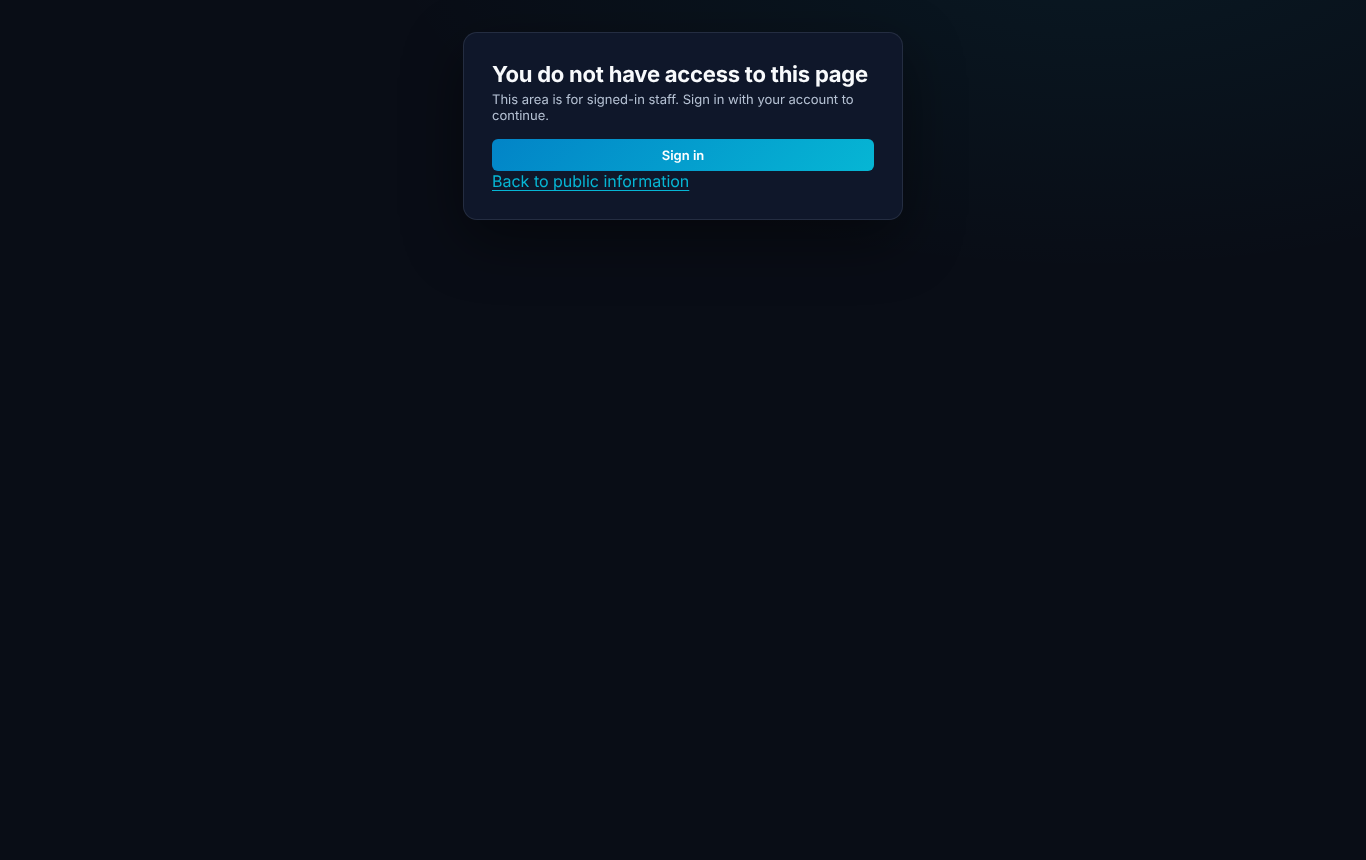 You do not have access to this page
This area is for signed-in staff. Sign in with your account to
continue.
Sign in
Back to public information